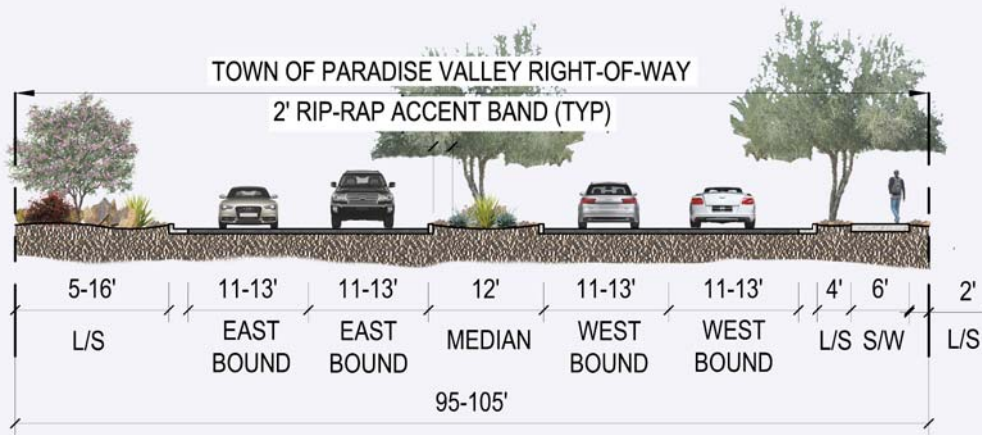 TOWN OF PARADISE VALLEY RIGHT-OF-WAY
2' RIP-RAP ACCENT BAND (TYP)
5-16' 11-13' 11-13' 12' 11-13' 11-13' 4' 6' 2'
L/S EAST BOUND EAST BOUND MEDIAN WEST BOUND WEST BOUND L/S S/W L/S
95-105'